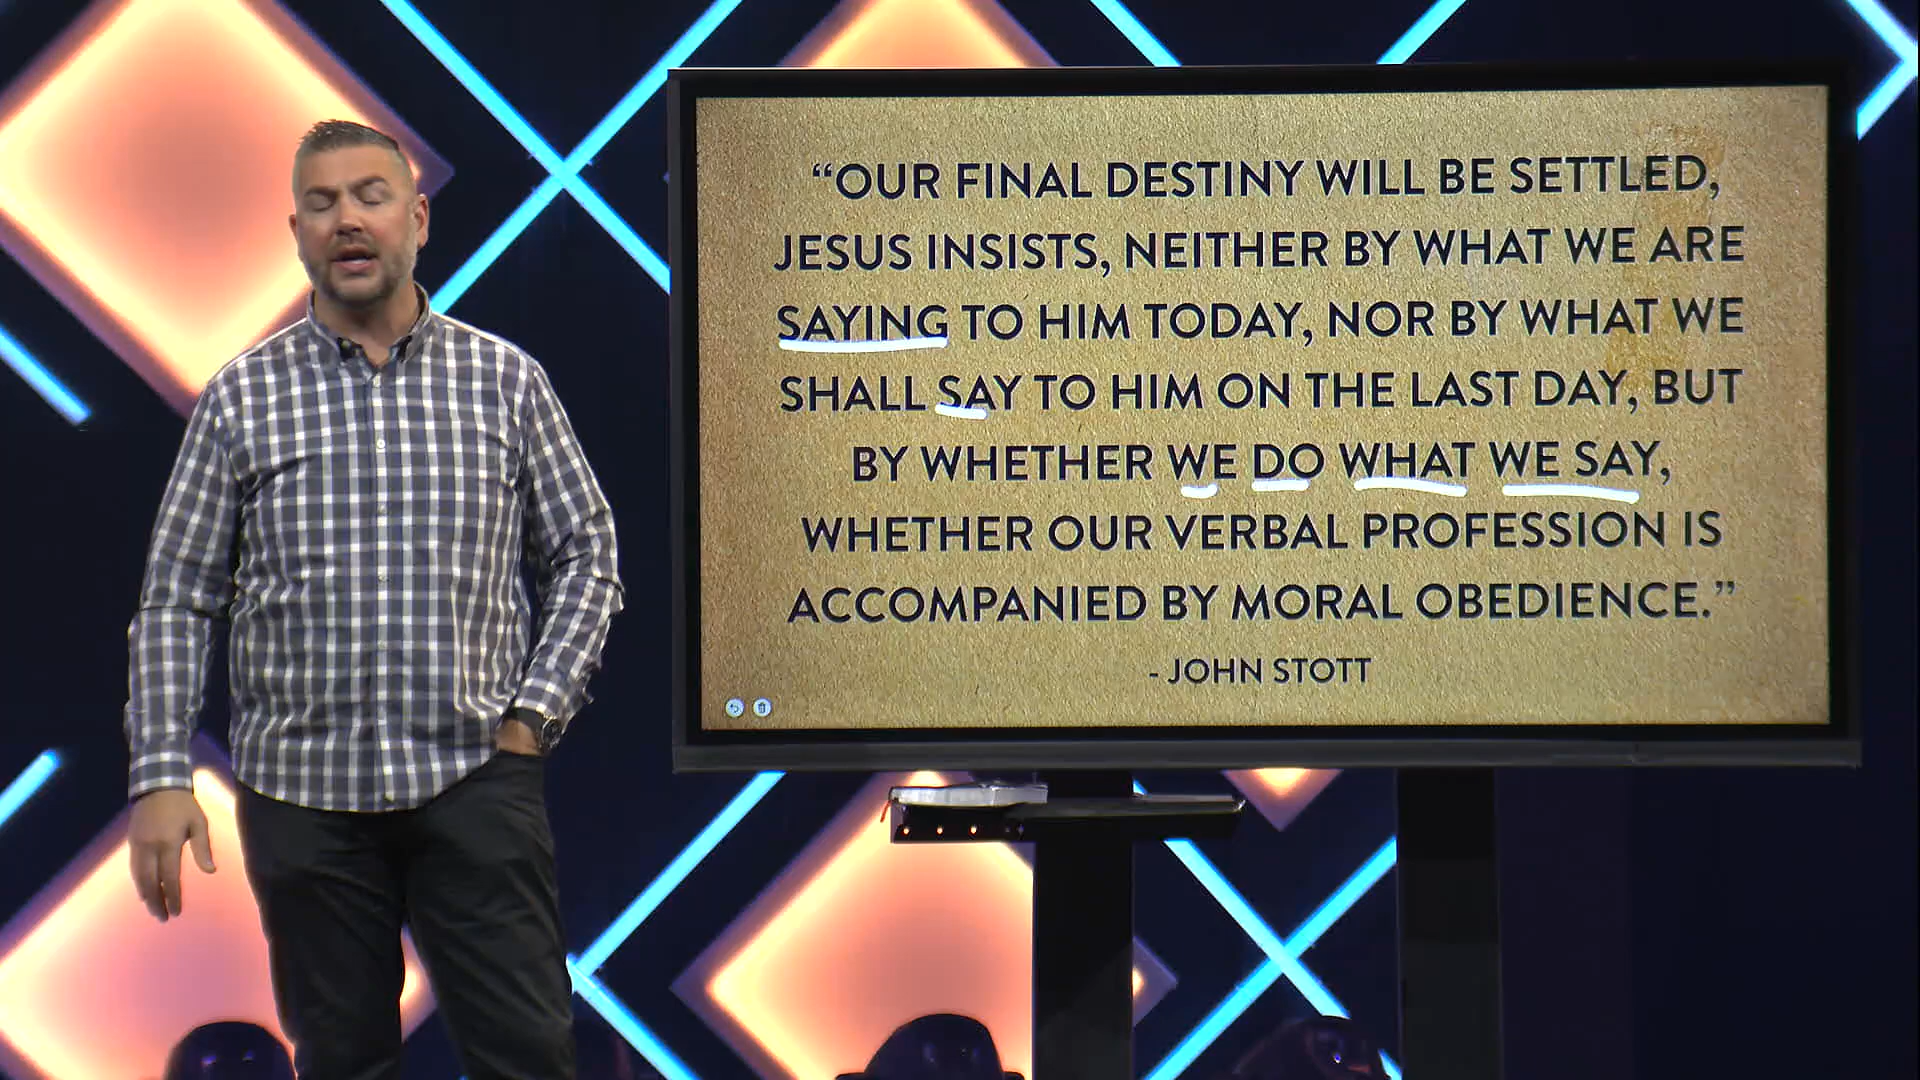 “OUR FINAL DESTINY WILL BE SETTLED,
JESUS INSISTS, NEITHER BY WHAT WE ARE
SAYING TO HIM TODAY, NOR BY WHAT WE
SHALL SAY TO HIM ON THE LAST DAY, BUT
BY WHETHER WE DO WHAT WE SAY,
WHETHER OUR VERBAL PROFESSION IS
ACCOMPANIED BY MORAL OBEDIENCE.”
- JOHN STOTT